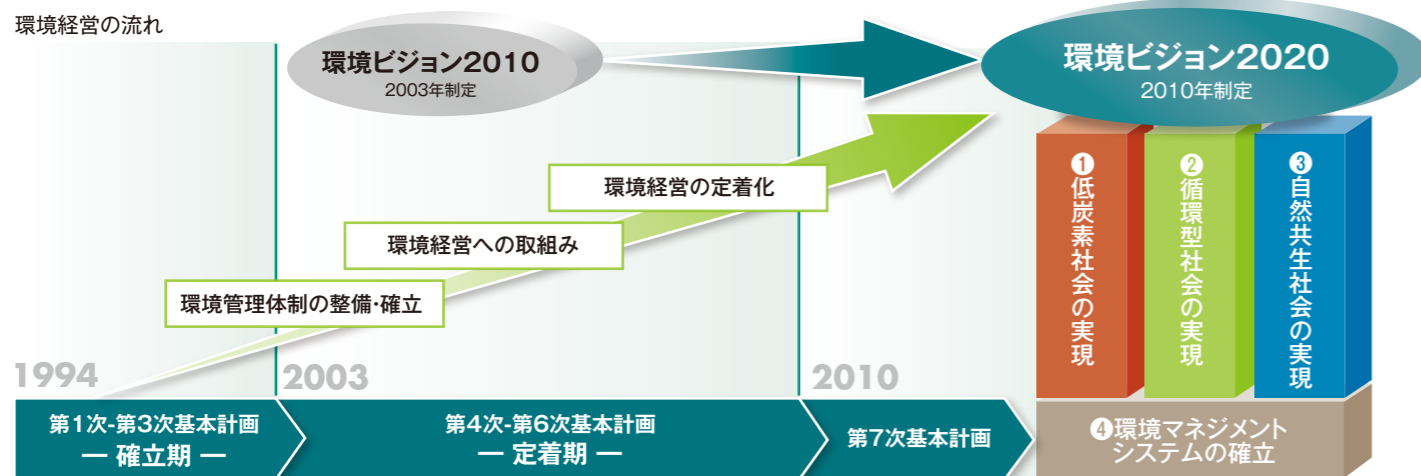 環境経営の流れ
環境ビジョン2010
2003年制定
環境ビジョン2020
2010年制定
環境経営の定着化
環境経営への取組み
環境管理体制の整備・確立
❶低炭素社会の実現
❷循環型社会の実現
❸自然共生社会の実現
1994
2003
2010
第1次-第3次基本計画
― 確立期 ―
第4次-第6次基本計画
― 定着期 ―
第7次基本計画
❹環境マネジメント
システムの確立